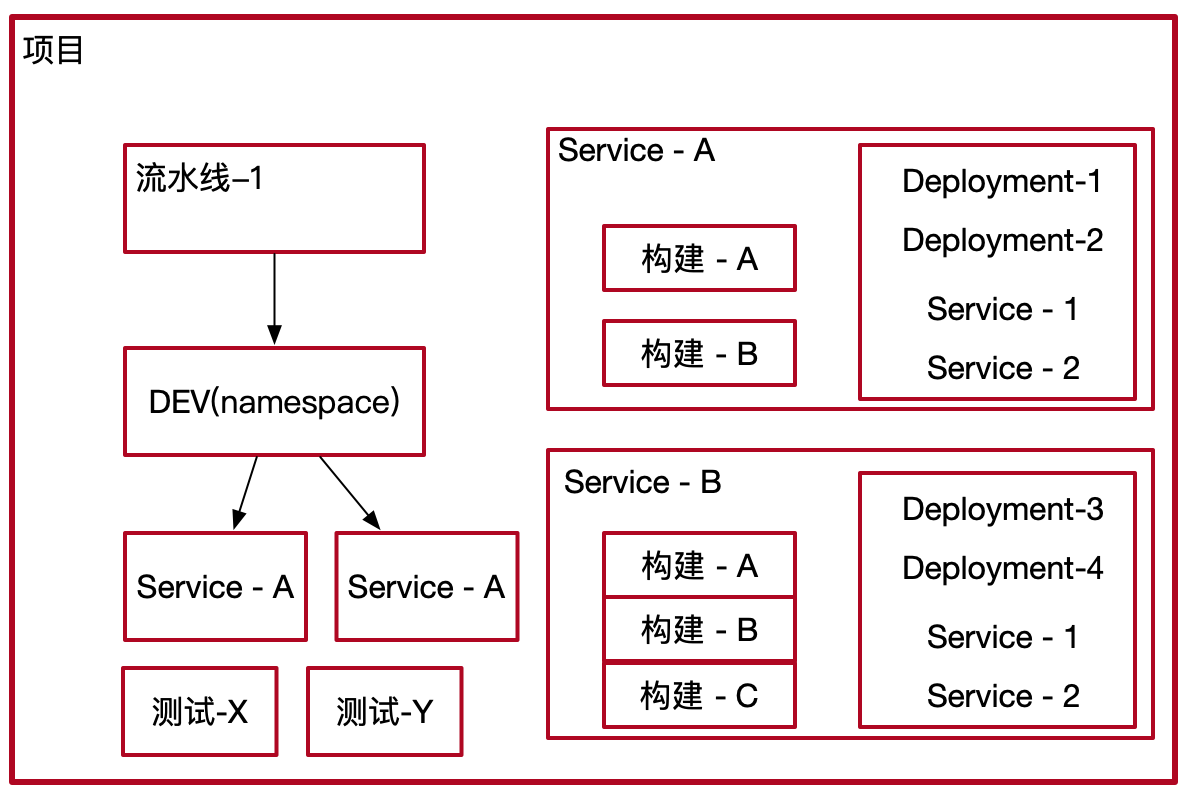 项目
流水线–1
DEV(namespace)
Service - A
Service - A
测试-X
测试-Y
Service - A
构建 - A
构建 - B
Deployment-1
Deployment-2
Service - 1
Service - 2
Service - B
构建 - A
构建 - B
构建 - C
Deployment-3
Deployment-4
Service - 1
Service - 2